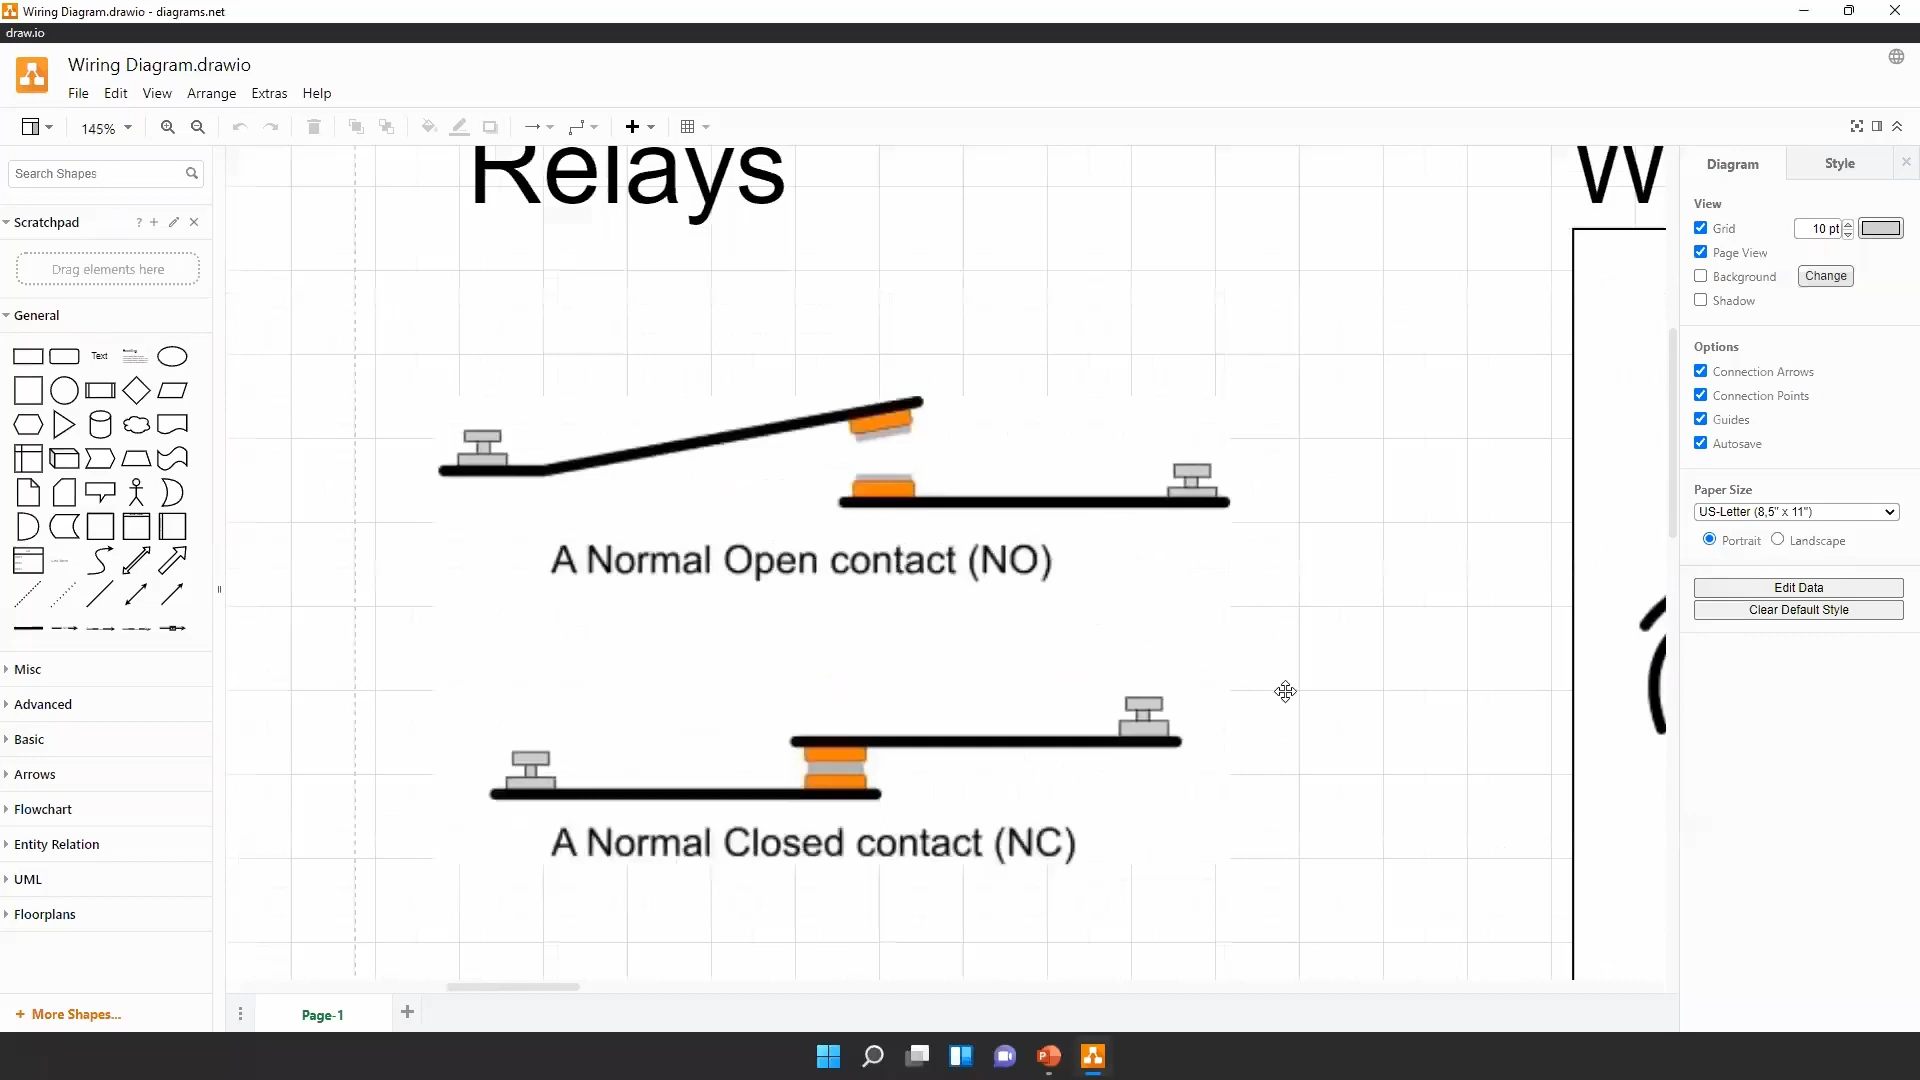 Wiring Diagram.drawio - diagrams.net
draw.io
Wiring Diagram.drawio
File Edit View Arrange Extras Help
145%
Search Shapes
Scratchpad
?
Drag elements here
General
Text
Misc
Advanced
Basic
Arrows
Flowchart
Entity Relation
UML
Floorplans
+ More Shapes...
Relays
W
A Normal Open contact (NO)
A Normal Closed contact (NC)
Page-1
Diagram Style
View
Grid 10 pt
Page View
Background Change
Shadow
Options
Connection Arrows
Connection Points
Guides
Autosave
Paper Size
US-Letter (8,5" x 11")
Portrait Landscape
Edit Data
Clear Default Style